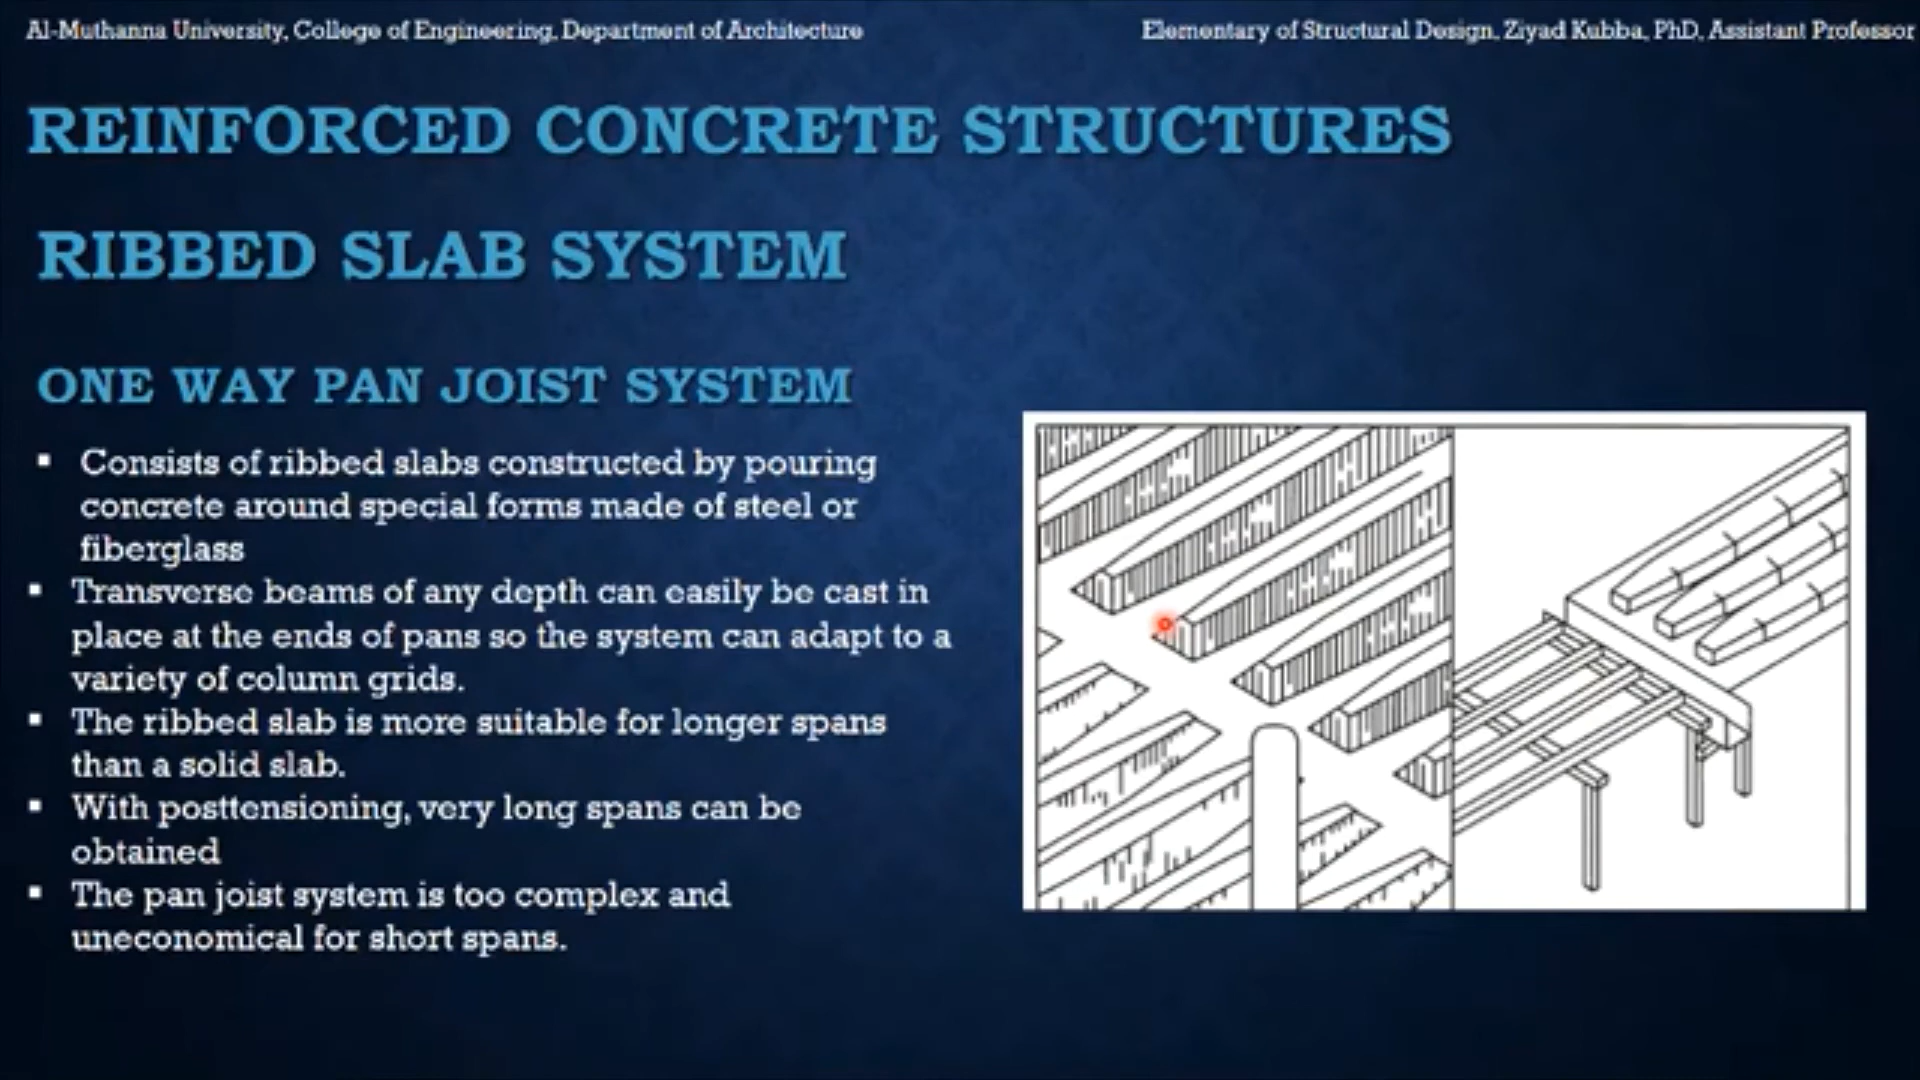 Al-Muthanna University, College of Engineering, Department of Architecture
Elementary of Structural Design, Ziyad Kubba, PhD, Assistant Professor
REINFORCED CONCRETE STRUCTURES
RIBBED SLAB SYSTEM
ONE WAY PAN JOIST SYSTEM
▪ Consists of ribbed slabs constructed by pouring
concrete around special forms made of steel or
fiberglass
▪ Transverse beams of any depth can easily be cast in
place at the ends of pans so the system can adapt to a
variety of column grids.
▪ The ribbed slab is more suitable for longer spans
than a solid slab.
▪ With posttensioning, very long spans can be
obtained
▪ The pan joist system is too complex and
uneconomical for short spans.